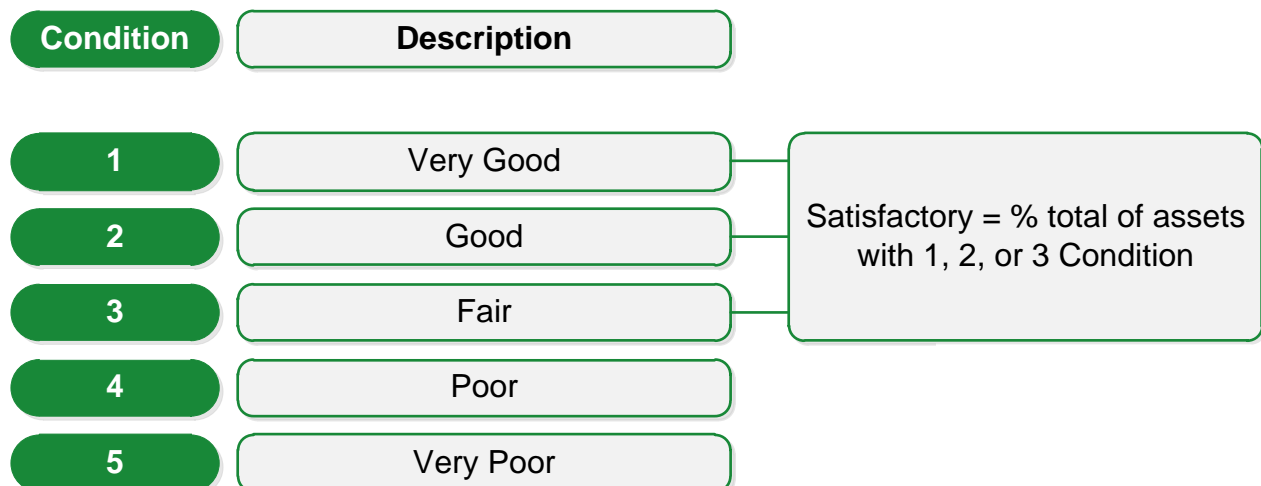 Condition Description
1 Very Good
2 Good
3 Fair
Satisfactory = % total of assets
with 1, 2, or 3 Condition
4 Poor
5 Very Poor